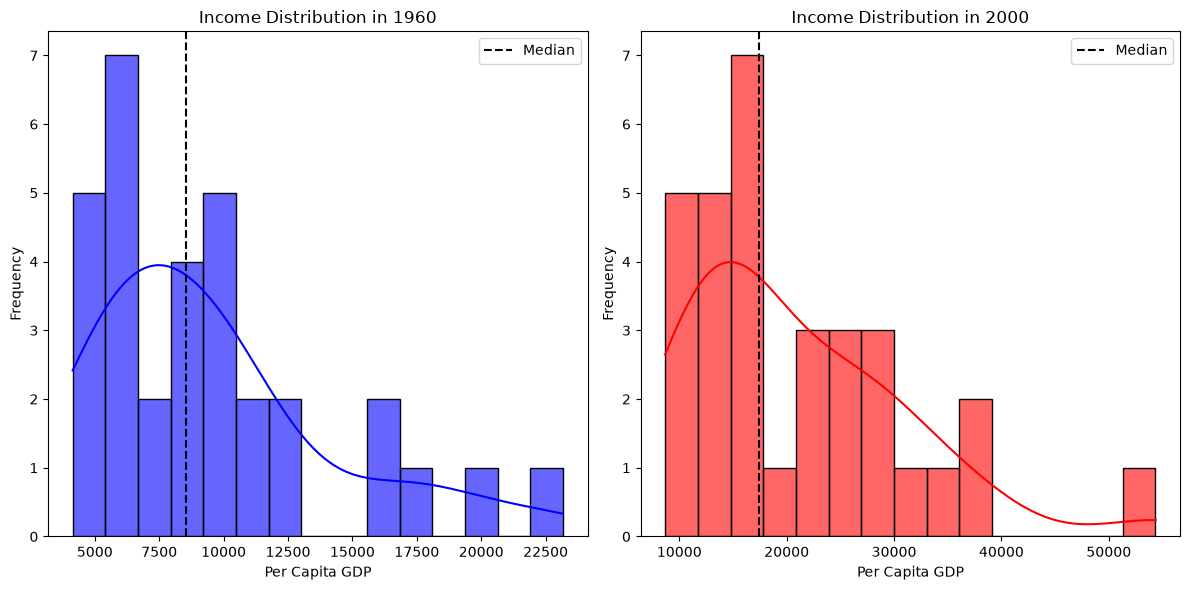 Income Distribution in 1960
Median
7
6
5
4
3
2
1
0
Frequency
5000 7500 10000 12500 15000 17500 20000 22500
Per Capita GDP
Income Distribution in 2000
Median
7
6
5
4
3
2
1
0
Frequency
10000 20000 30000 40000 50000
Per Capita GDP